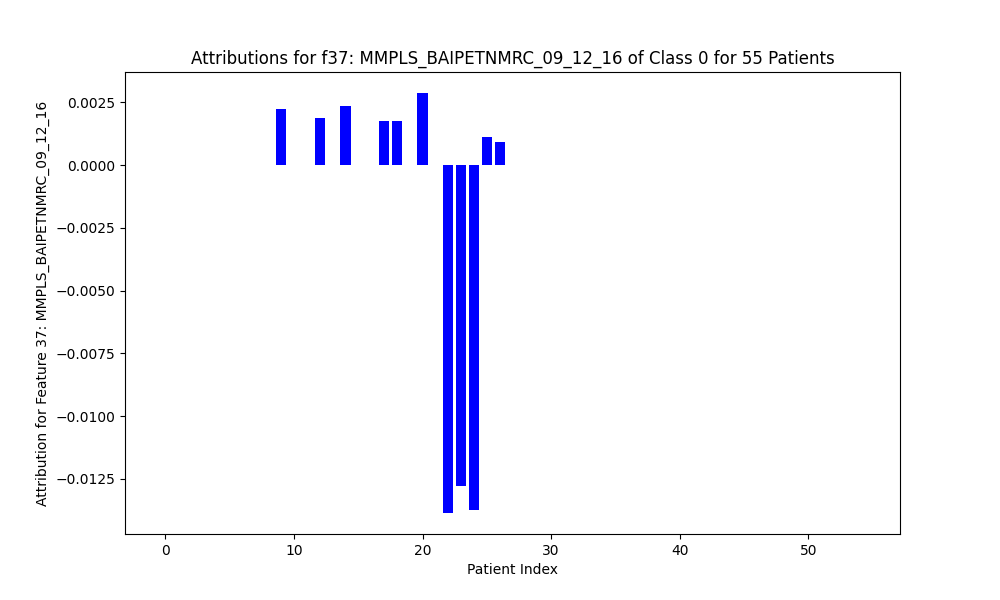 Attributions for f37: MMPLS_BAIPETNMRC_09_12_16 of Class 0 for 55 Patients
Attribution for Feature 37: MMPLS_BAIPETNMRC_09_12_16
0.0025
0.0000
−0.0025
−0.0050
−0.0075
−0.0100
−0.0125
0 10 20 30 40 50
Patient Index